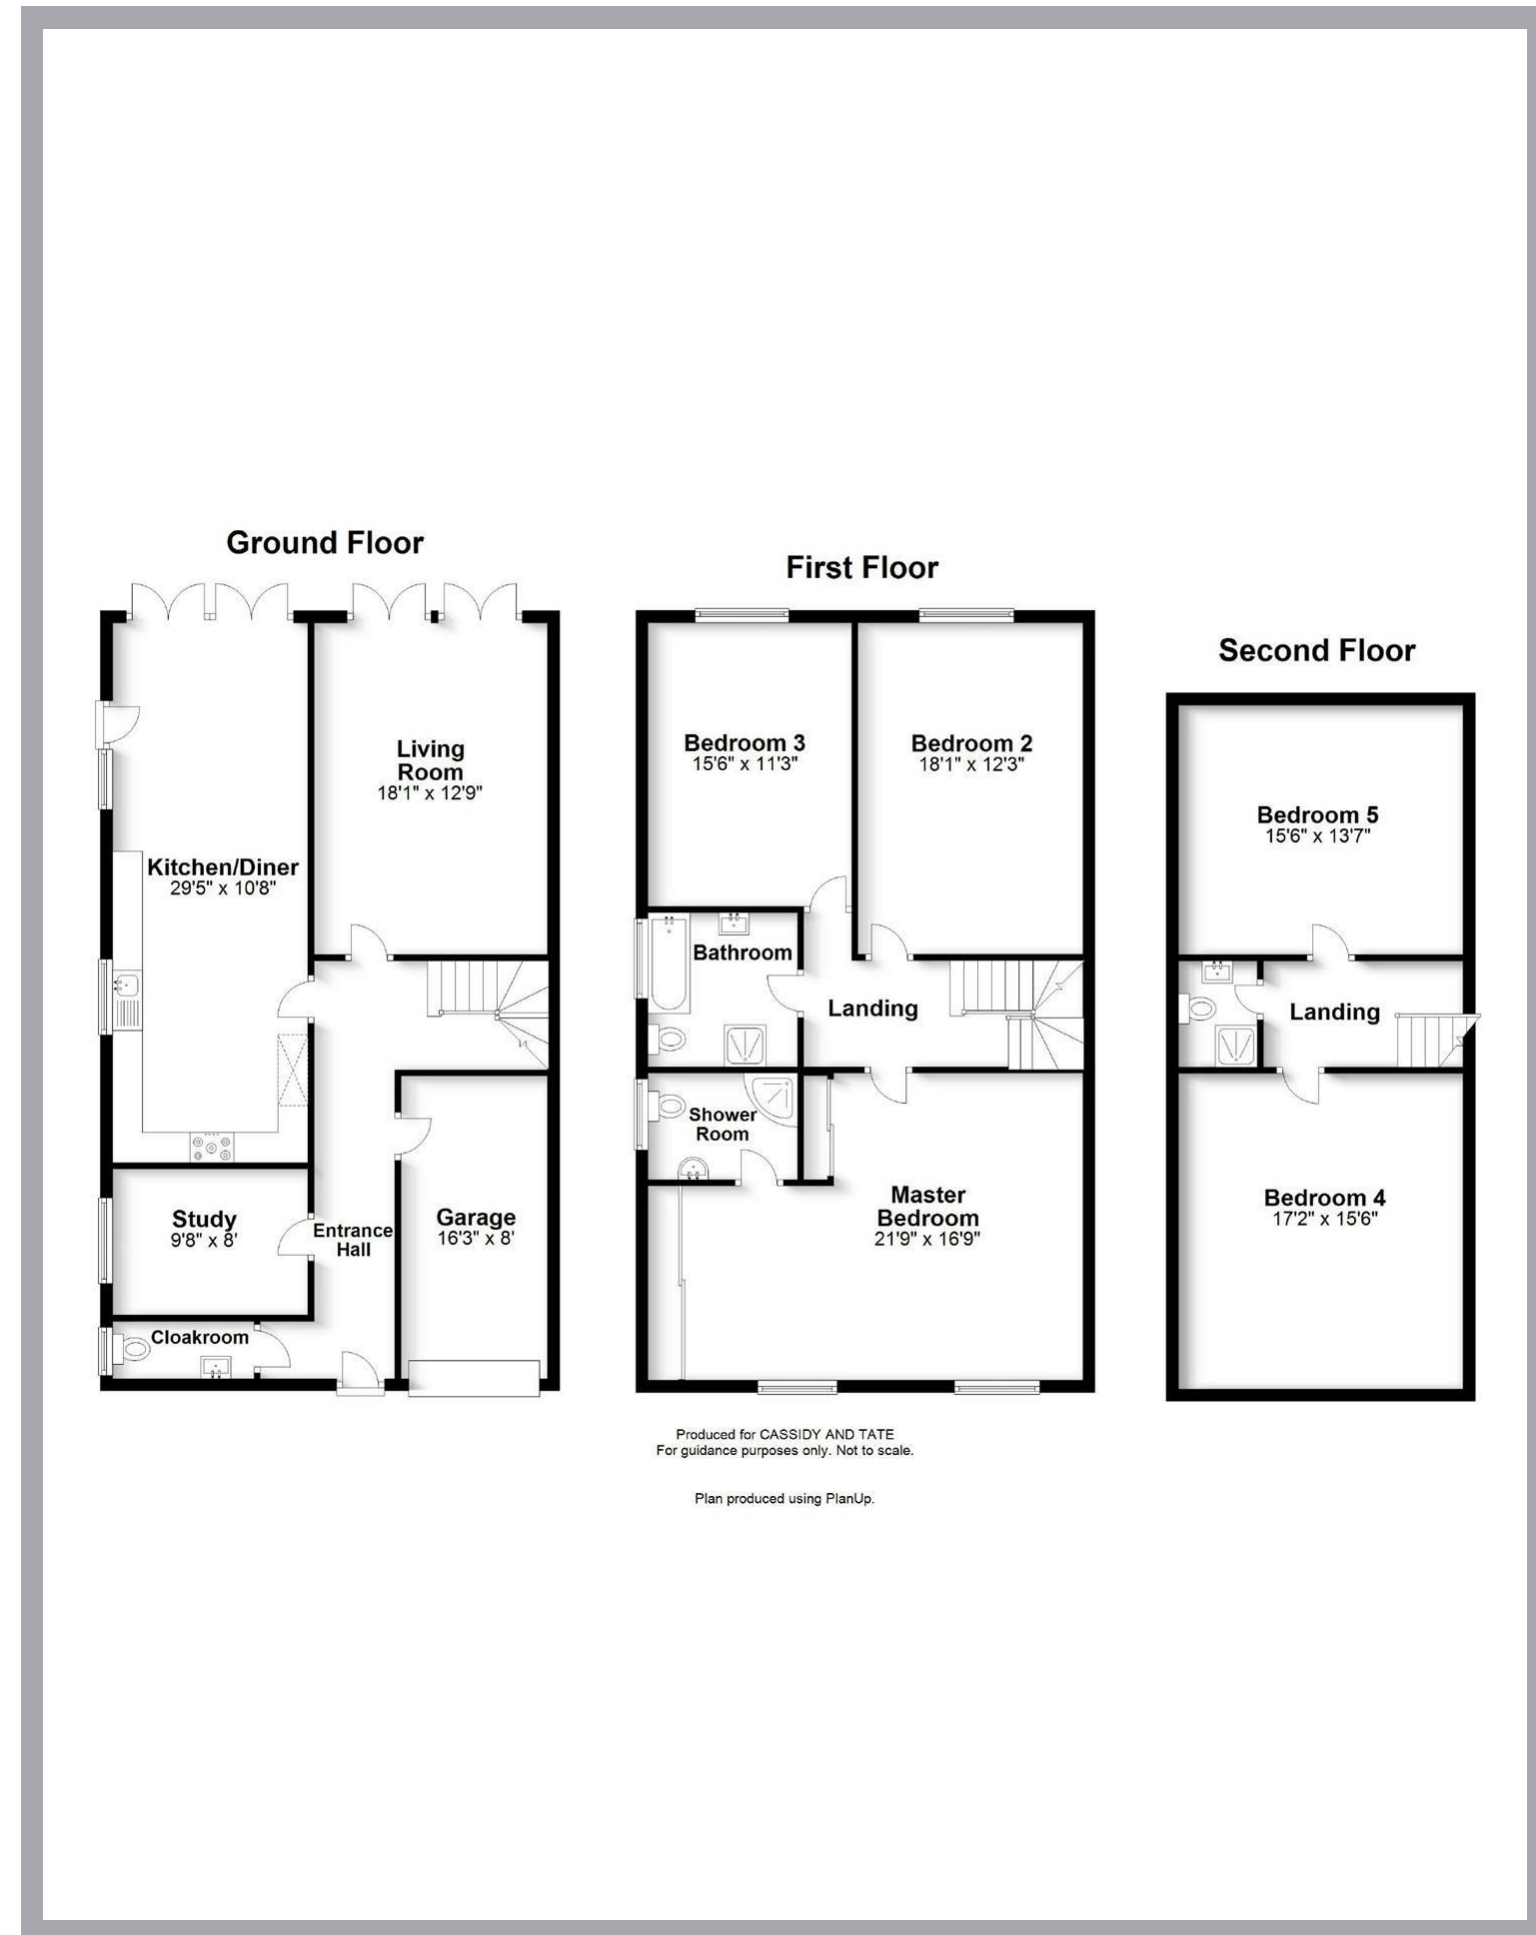 Ground Floor
First Floor
Second Floor
Living
Room
18'1" x 12'9"
Kitchen/Diner
29'5" x 10'8"
Study
9'8" x 8'
Entrance
Hall
Garage
16'3" x 8'
Cloakroom
Bedroom 3
15'6" x 11'3"
Bedroom 2
18'1" x 12'3"
Bathroom
Landing
Shower
Room
Master
Bedroom
21'9" x 16'9"
Bedroom 5
15'6" x 13'7"
Landing
Bedroom 4
17'2" x 15'6"
Produced for CASSIDY AND TATE
For guidance purposes only. Not to scale.
Plan produced using PlanUp.